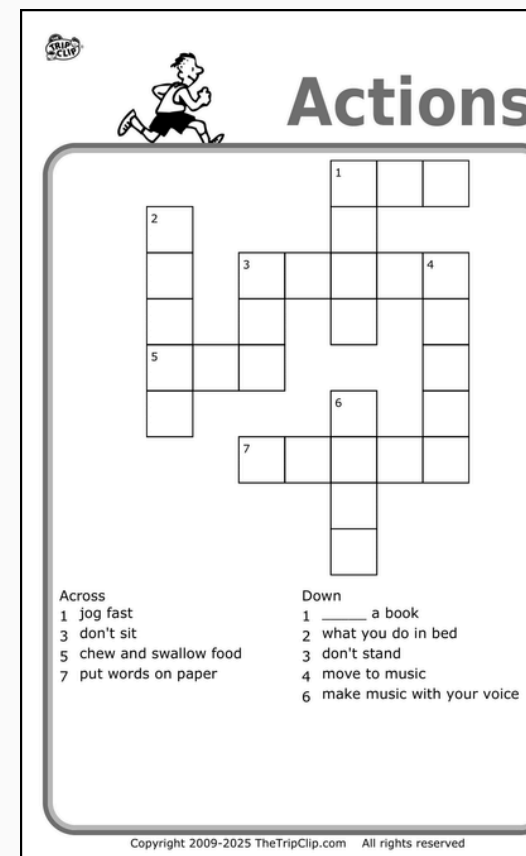 TRIP CLIP
Actions
1
2
3 4
5
6
7
Across
1 jog fast
3 don't sit
5 chew and swallow food
7 put words on paper
Down
1 _____ a book
2 what you do in bed
3 don't stand
4 move to music
6 make music with your voice
Copyright 2009-2025 TheTripClip.com All rights reserved